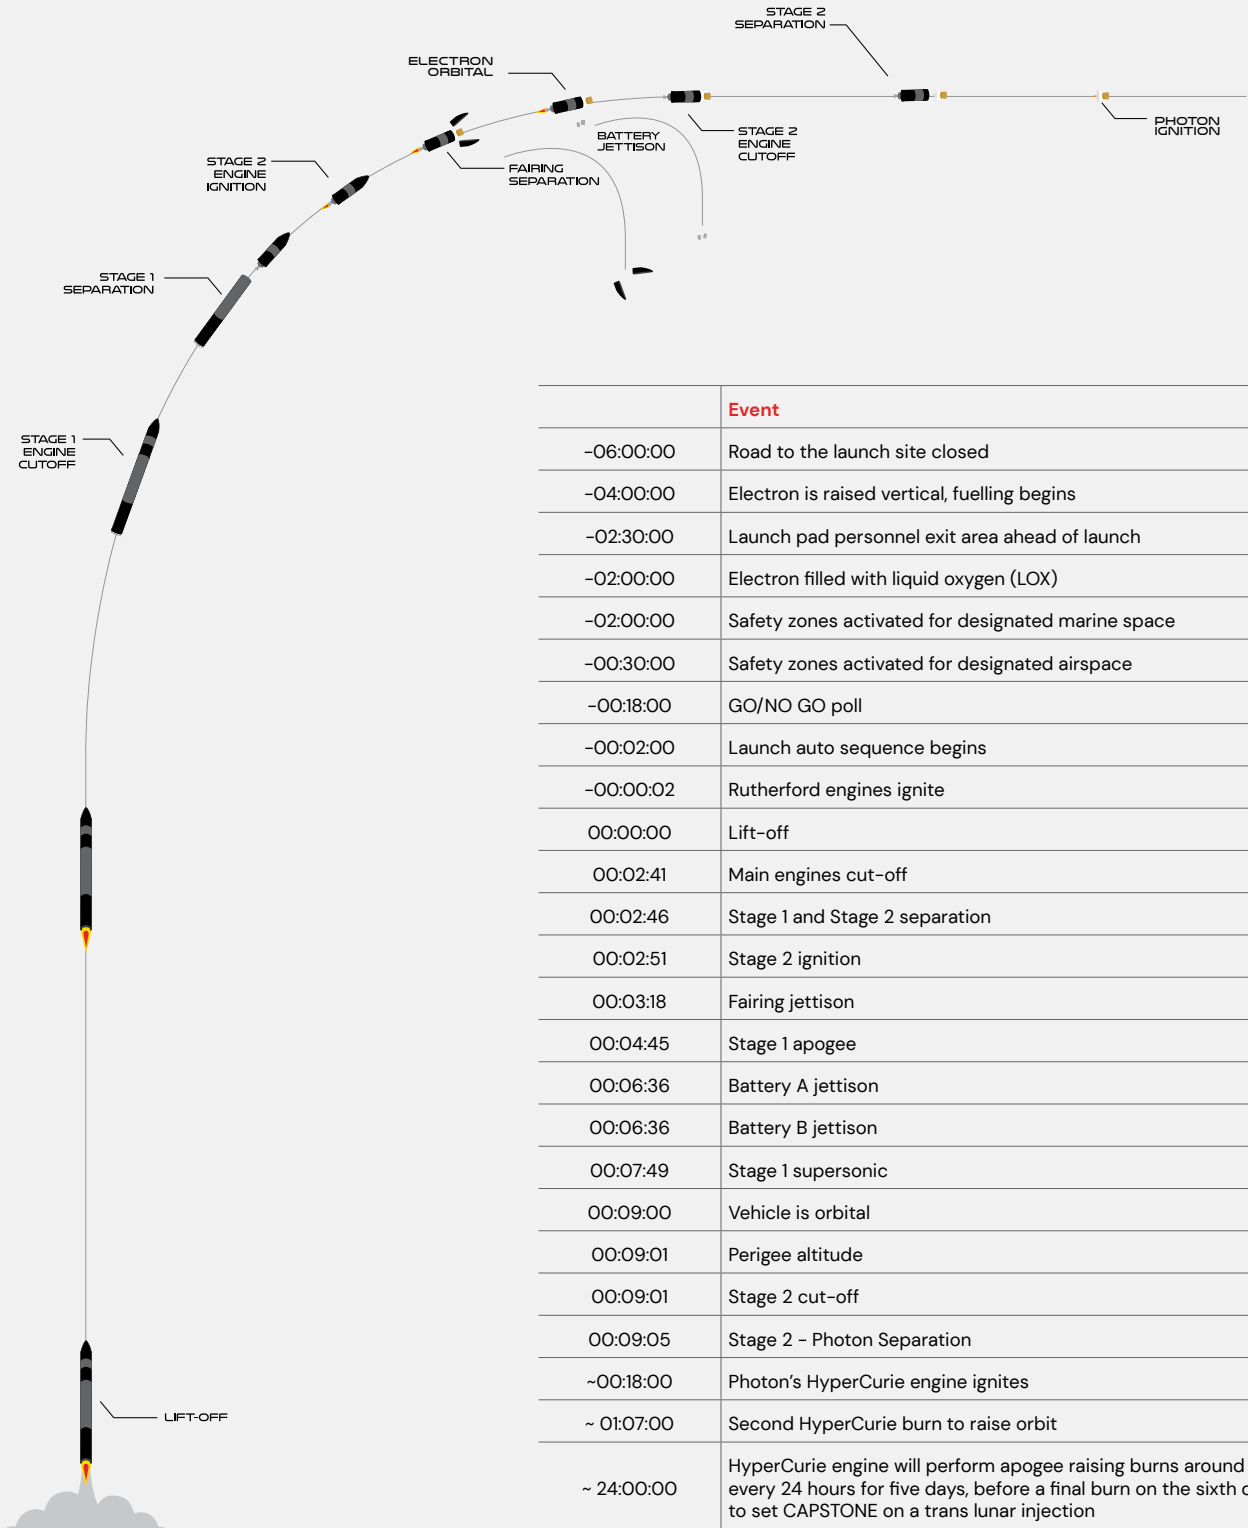 STAGE 2
SEPARATION
ELECTRON
ORBITAL
PHOTON
IGNITION
BATTERY
JETTISON
STAGE 2
ENGINE
CUTOFF
STAGE 2
ENGINE
IGNITION
FAIRING
SEPARATION
STAGE 1
SEPARATION
STAGE 1
ENGINE
CUTOFF
LIFT-OFF
Event
-06:00:00 Road to the launch site closed
-04:00:00 Electron is raised vertical, fuelling begins
-02:30:00 Launch pad personnel exit area ahead of launch
-02:00:00 Electron filled with liquid oxygen (LOX)
-02:00:00 Safety zones activated for designated marine space
-00:30:00 Safety zones activated for designated airspace
-00:18:00 GO/NO GO poll
-00:02:00 Launch auto sequence begins
-00:00:02 Rutherford engines ignite
00:00:00 Lift-off
00:02:41 Main engines cut-off
00:02:46 Stage 1 and Stage 2 separation
00:02:51 Stage 2 ignition
00:03:18 Fairing jettison
00:04:45 Stage 1 apogee
00:06:36 Battery A jettison
00:06:36 Battery B jettison
00:07:49 Stage 1 supersonic
00:09:00 Vehicle is orbital
00:09:01 Perigee altitude
00:09:01 Stage 2 cut-off
00:09:05 Stage 2 - Photon Separation
~00:18:00 Photon's HyperCurie engine ignites
~ 01:07:00 Second HyperCurie burn to raise orbit
~ 24:00:00 HyperCurie engine will perform apogee raising burns around
every 24 hours for five days, before a final burn on the sixth
to set CAPSTONE on a trans lunar injection